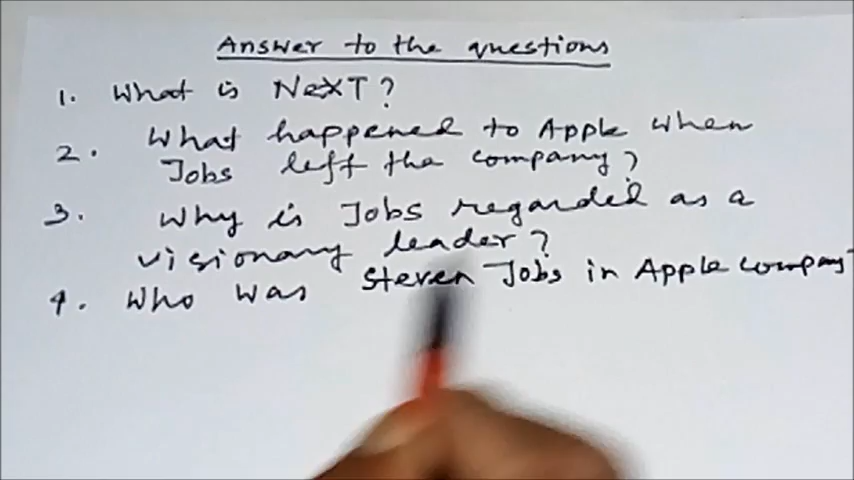 Answer to the questions
1. What is NeXT?
2. What happened to Apple when
Jobs left the company?
3. Why is Jobs regarded as a
visionary leader?
4. Who was Steven Jobs in Apple company?